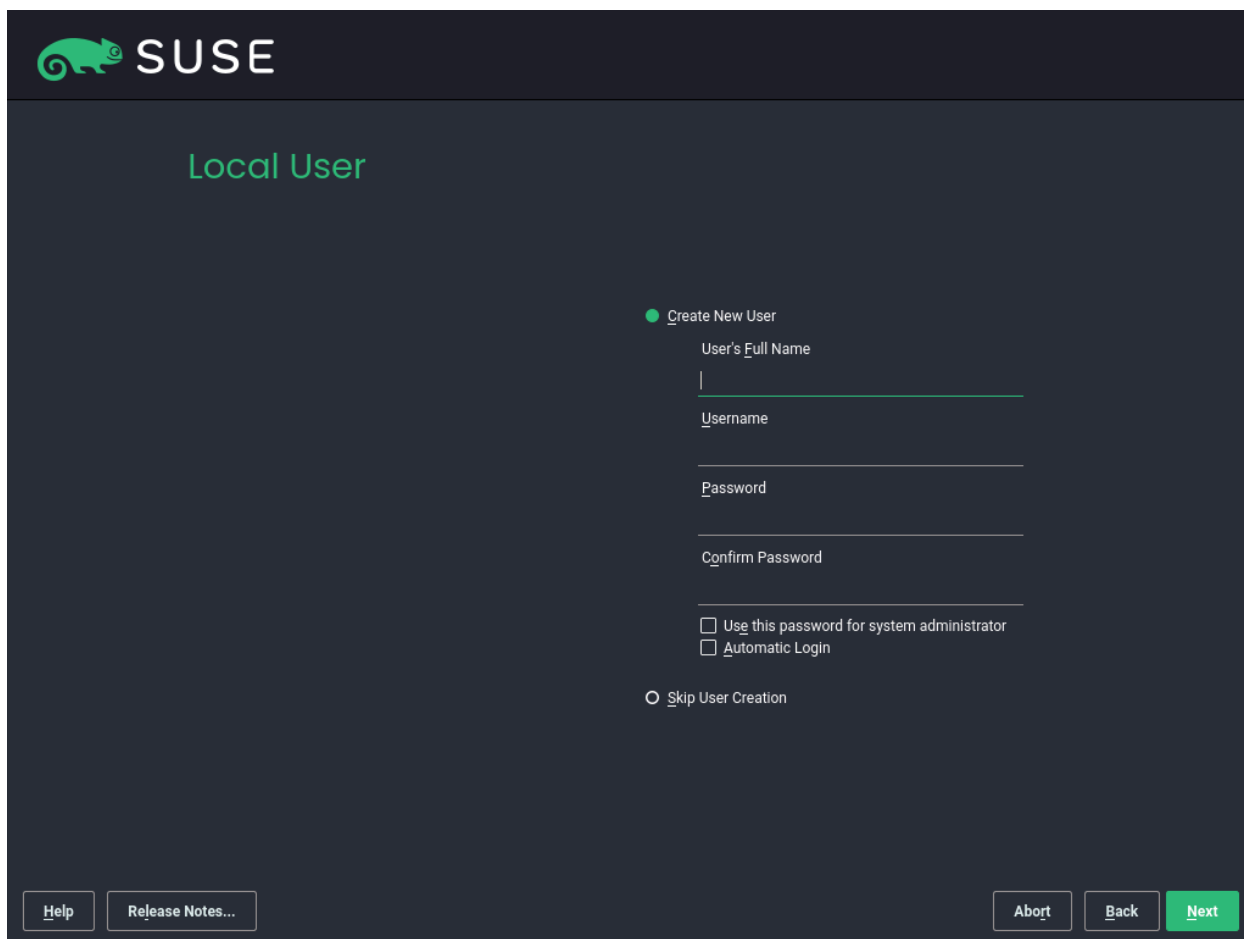 SUSE
Local User
Create New User
User's Full Name
Username
Password
Confirm Password
Use this password for system administrator
Automatic Login
Skip User Creation
Help
Release Notes...
Abort
Back
Next